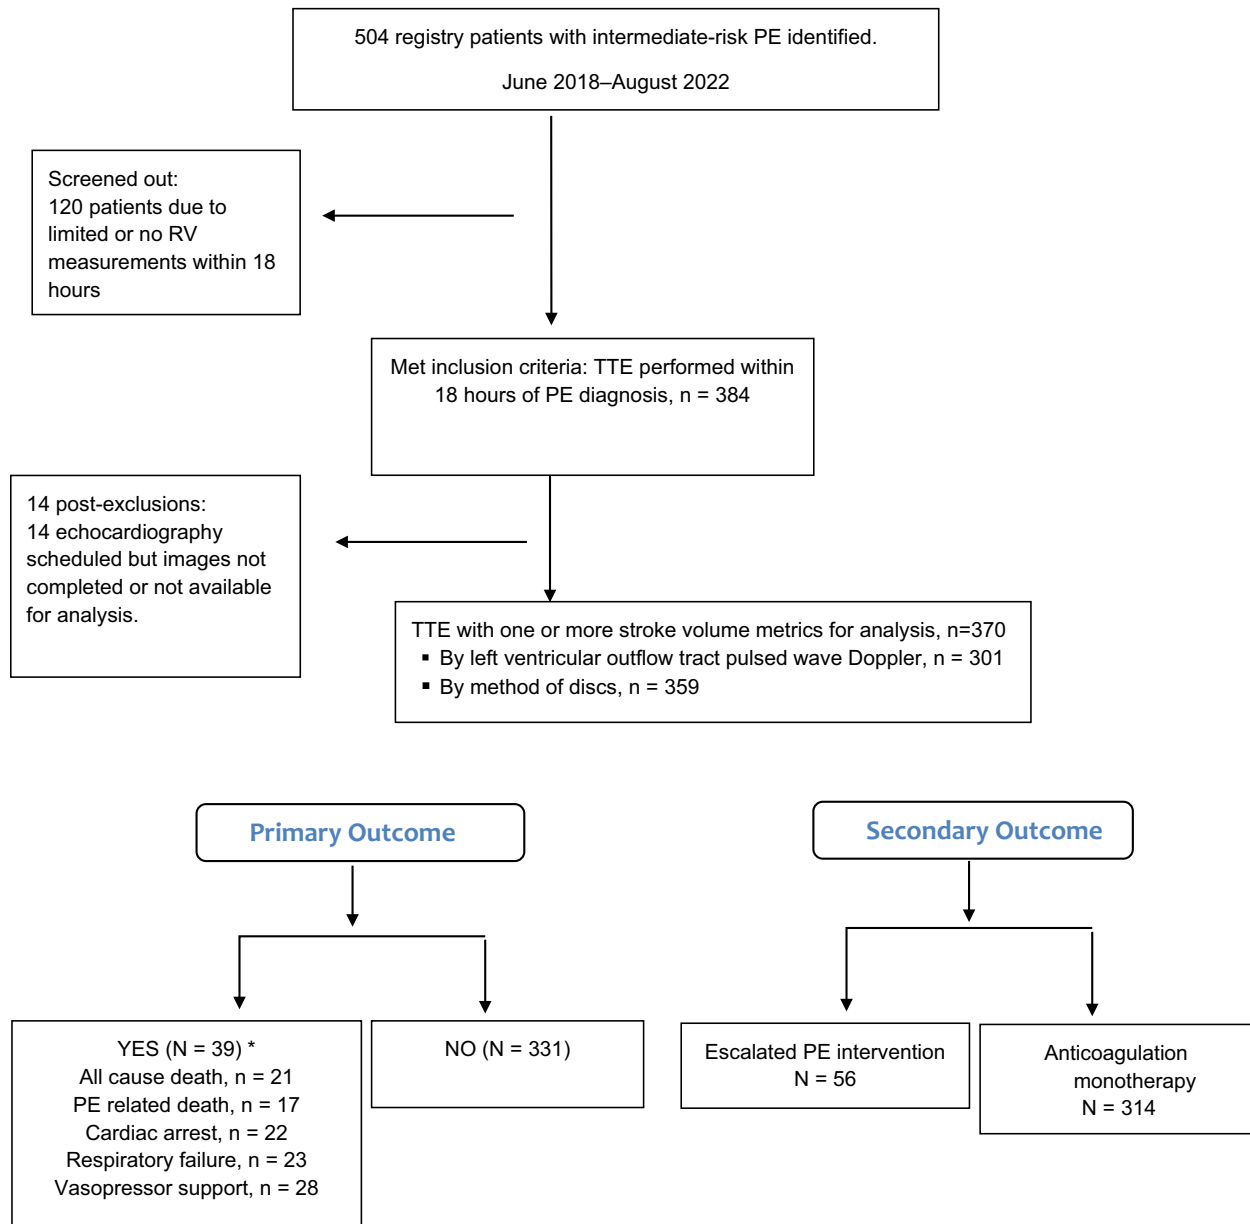 504 registry patients with intermediate-risk PE identified.
June 2018–August 2022
Screened out:
120 patients due to
limited or no RV
measurements within 18
hours
Met inclusion criteria: TTE performed within
18 hours of PE diagnosis, n = 384
14 post-exclusions:
14 echocardiography
scheduled but images not
completed or not available
for analysis.
TTE with one or more stroke volume metrics for analysis, n=370
▪ By left ventricular outflow tract pulsed wave Doppler, n = 301
▪ By method of discs, n = 359
Primary Outcome
Secondary Outcome
YES (N = 39) *
All cause death, n = 21
PE related death, n = 17
Cardiac arrest, n = 22
Respiratory failure, n = 23
Vasopressor support, n = 28
NO (N = 331)
Escalated PE intervention
N = 56
Anticoagulation
monotherapy
N = 314